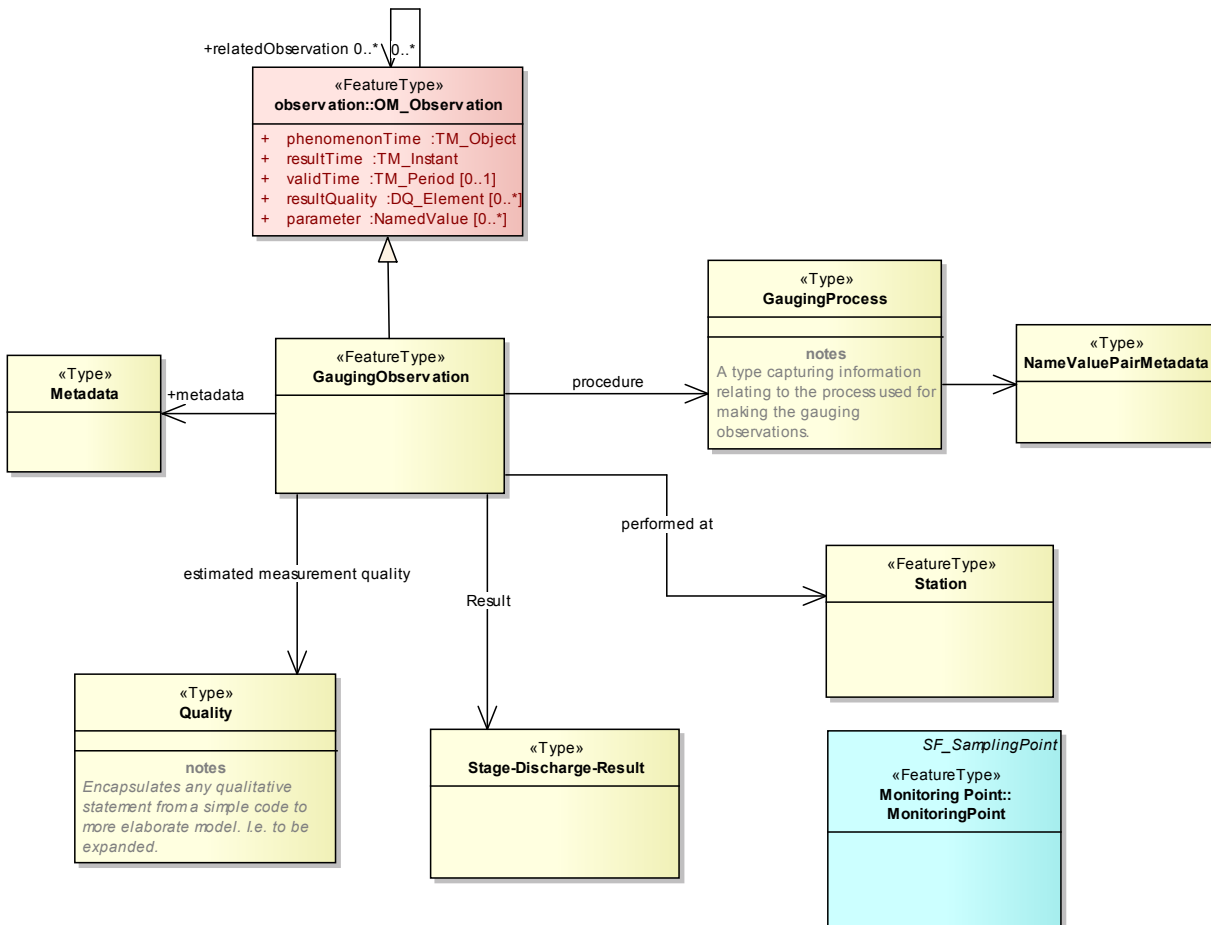 +relatedObservation 0..* 0..*
«FeatureType»
observation::OM_Observation
+ phenomenonTime :TM_Object
+ resultTime :TM_Instant
+ validTime :TM_Period [0..1]
+ resultQuality :DQ_Element [0..*]
+ parameter :NamedValue [0..*]
«Type»
GaugingProcess
notes
A type capturing information
relating to the process used for
making the gauging
observations.
«Type»
NameValuePairMetadata
«FeatureType»
GaugingObservation
procedure
«Type»
Metadata
+metadata
performed at
estimated measurement quality
Result
«FeatureType»
Station
«Type»
Quality
notes
Encapsulates any qualitative
statement from a simple code to
more elaborate model. I.e. to be
expanded.
«Type»
Stage-Discharge-Result
SF_SamplingPoint
«FeatureType»
Monitoring Point::
MonitoringPoint